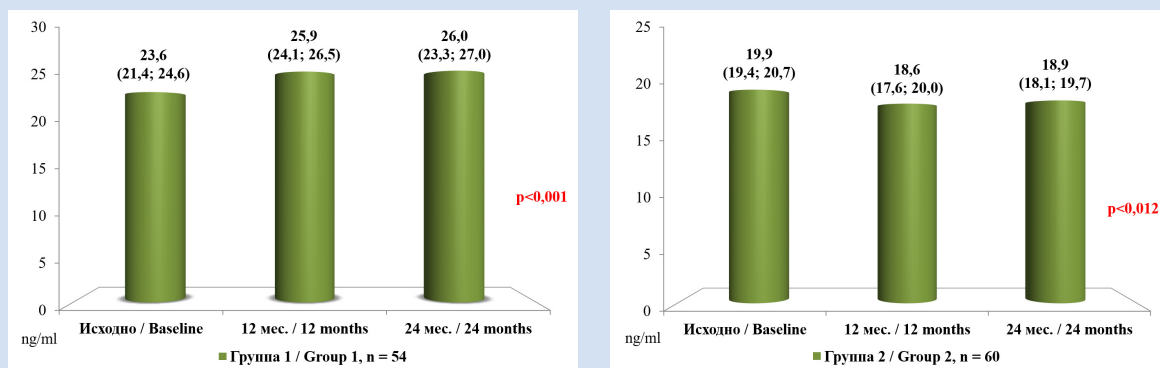 30
25
20
15
10
5
0
ng/ml
23,6
(21,4; 24,6)
25,9
(24,1; 26,5)
26,0
(23,3; 27,0)
p<0,001
Исходно / Baseline
12 мес. / 12 months
24 мес. / 24 months
Группа 1 / Group 1, n = 54
25
20
15
10
5
0
ng/ml
19,9
(19,4; 20,7)
18,6
(17,6; 20,0)
18,9
(18,1; 19,7)
p<0,012
Исходно / Baseline
12 мес. / 12 months
24 мес. / 24 months
Группа 2 / Group 2, n = 60